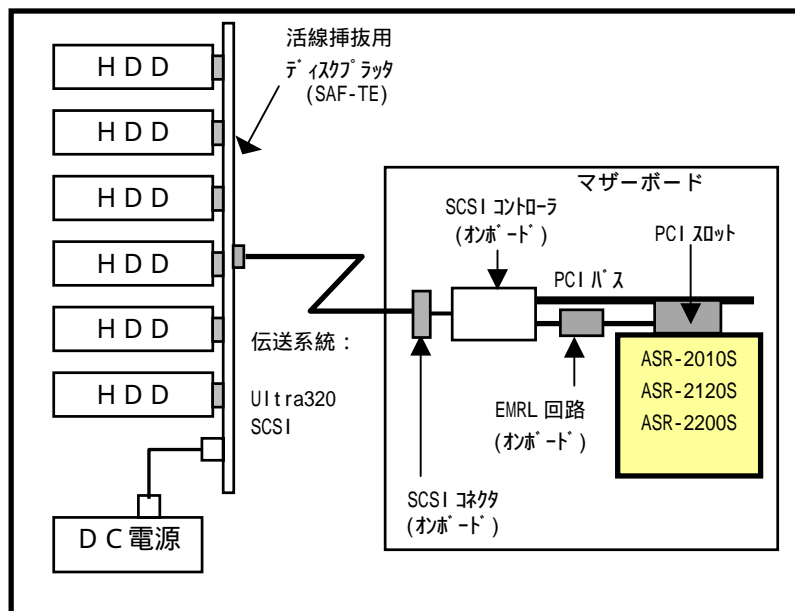 HDD
HDD
HDD
HDD
HDD
HDD
DC電源
活線挿抜用
ディスクプラッタ
(SAF-TE)
伝送系統：
Ultra320
SCSI
マザーボード
SCSI コントローラ
(オンボード)
PCI スロット
PCI バス
ASR-2010S
ASR-2120S
ASR-2200S
EMRL 回路
(オンボード)
SCSI コネクタ
(オンボード)